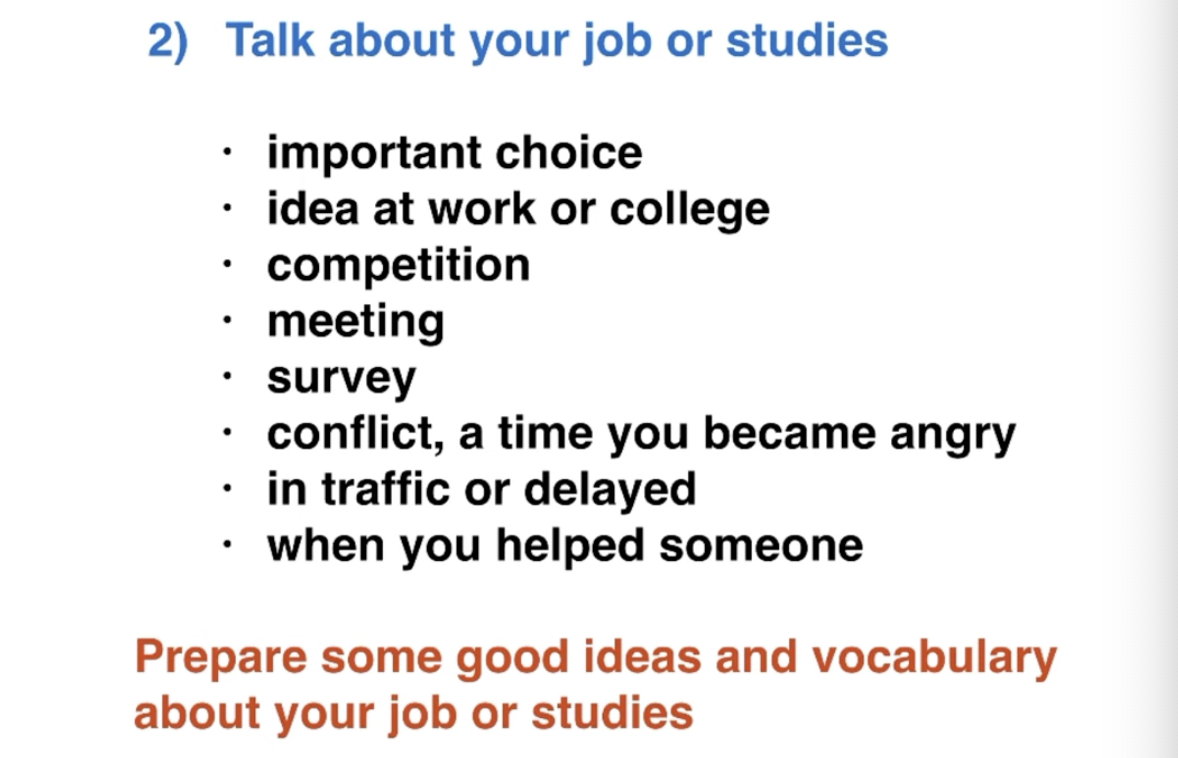 2) Talk about your job or studies
· important choice
· idea at work or college
· competition
· meeting
· survey
· conflict, a time you became angry
· in traffic or delayed
· when you helped someone
Prepare some good ideas and vocabulary
about your job or studies